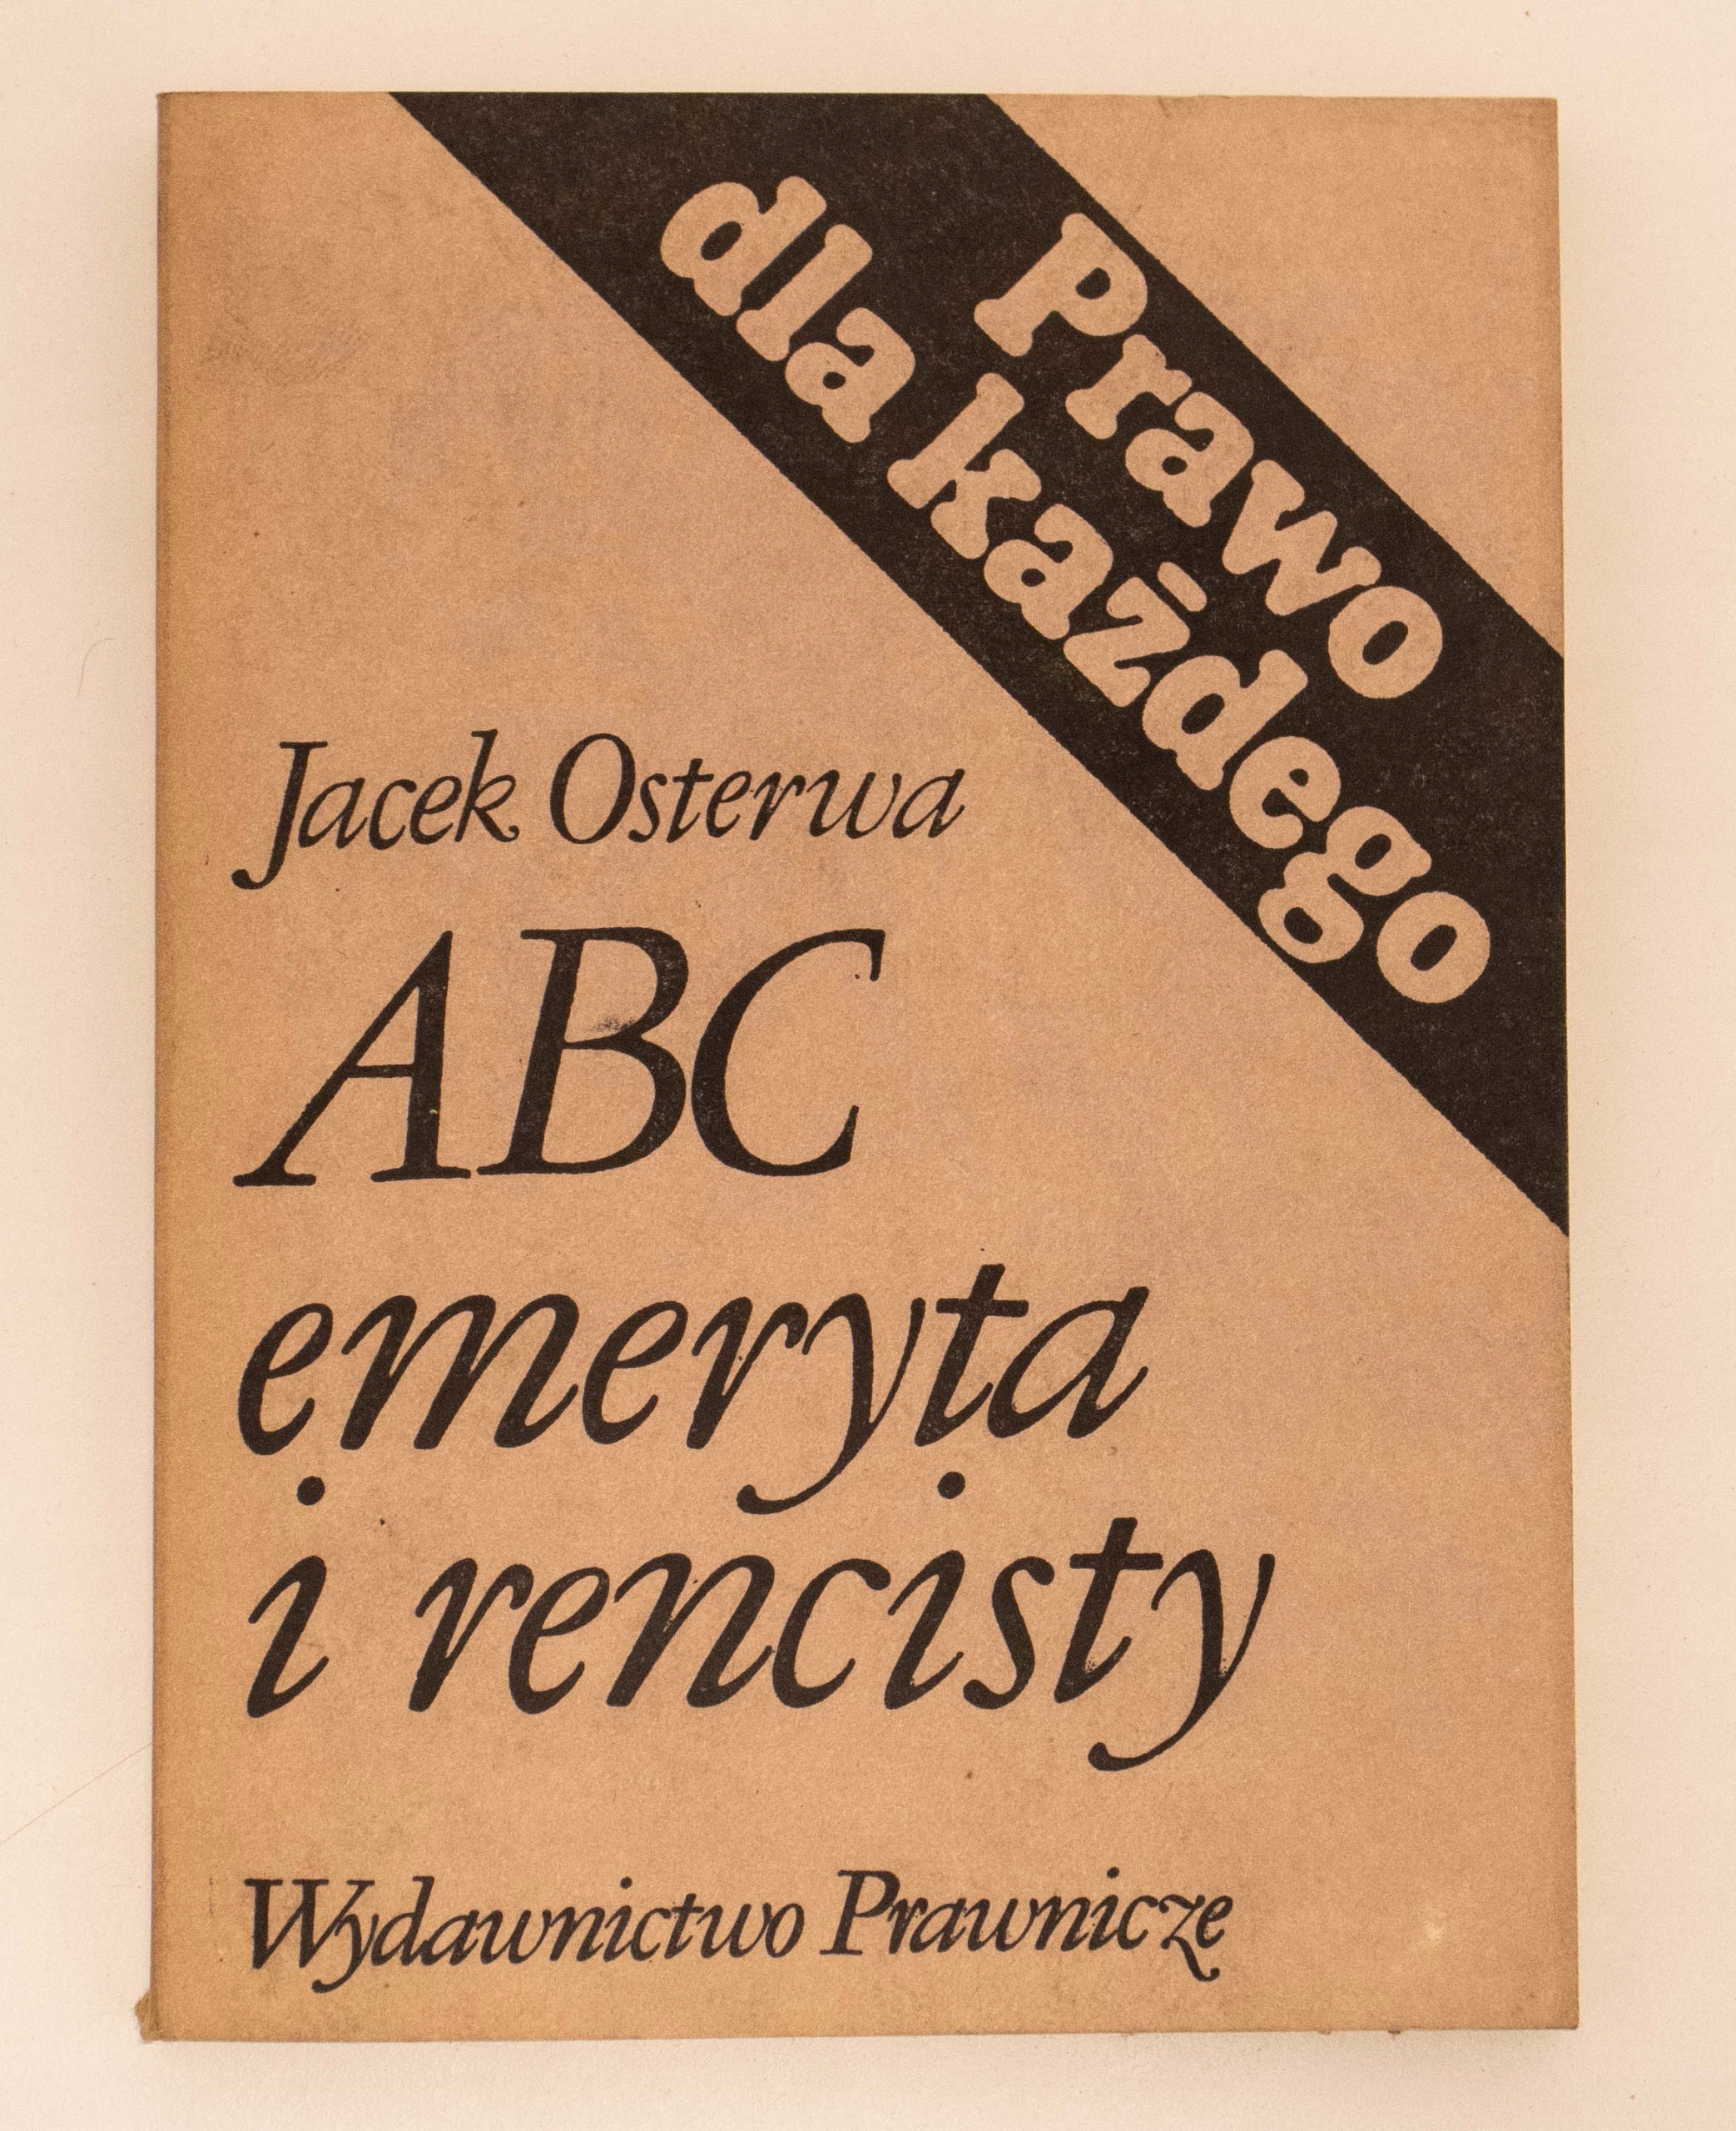 Prawo
dla każdego
Jacek Osterwa
ABC
emeryta
i rencisty
Wydawnictwo Prawnicze